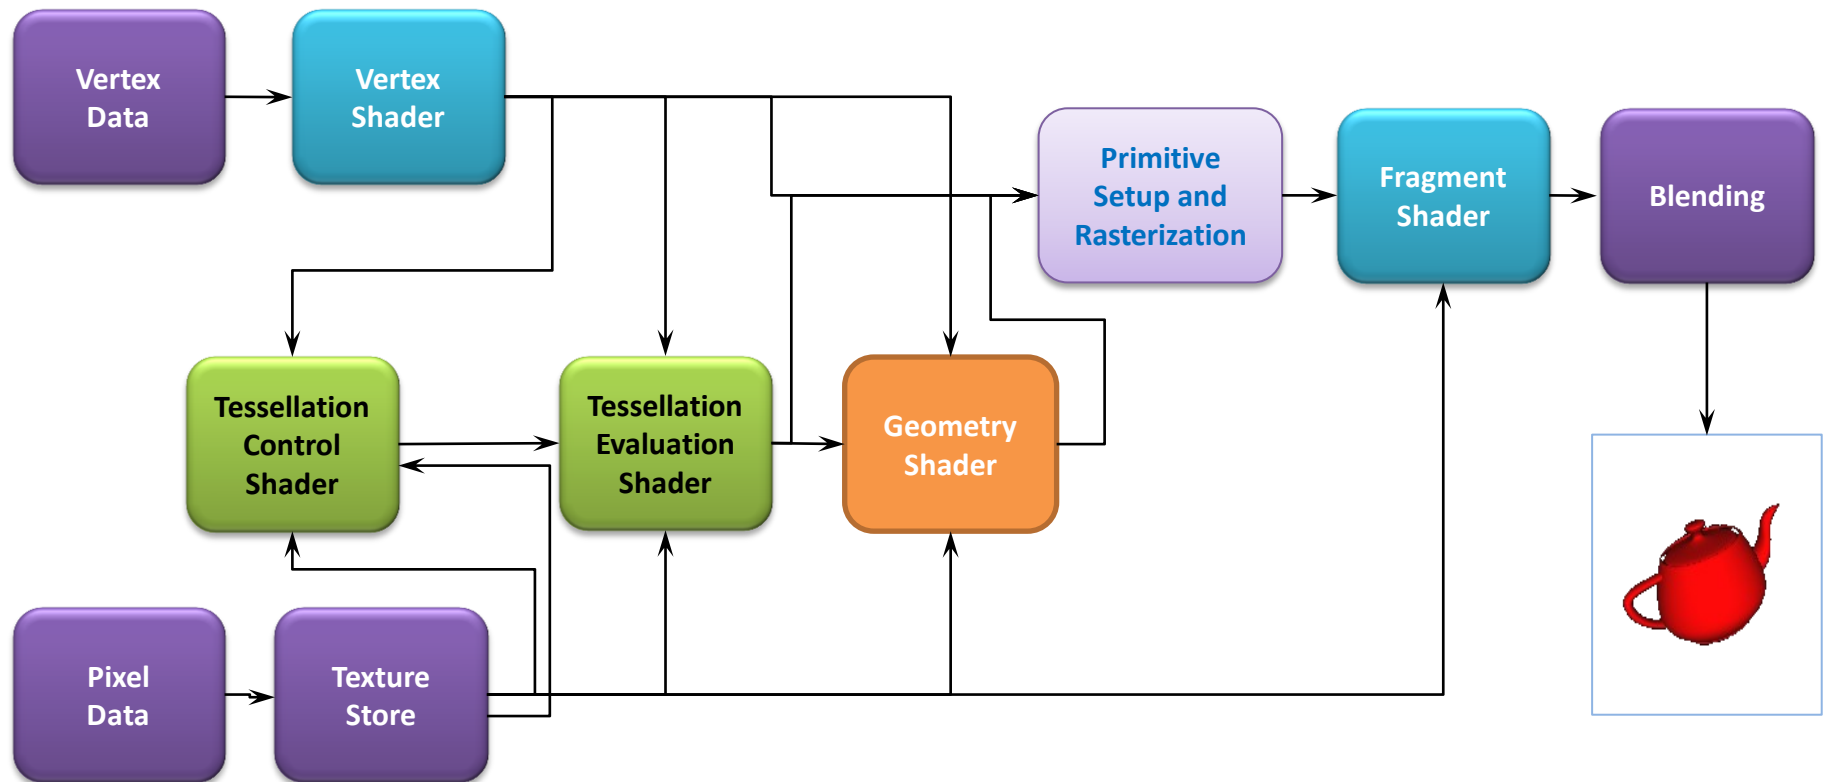 Vertex
Data
Vertex
Shader
Primitive
Setup and
Rasterization
Fragment
Shader
Blending
Tessellation
Control
Shader
Tessellation
Evaluation
Shader
Geometry
Shader
Pixel
Data
Texture
Store